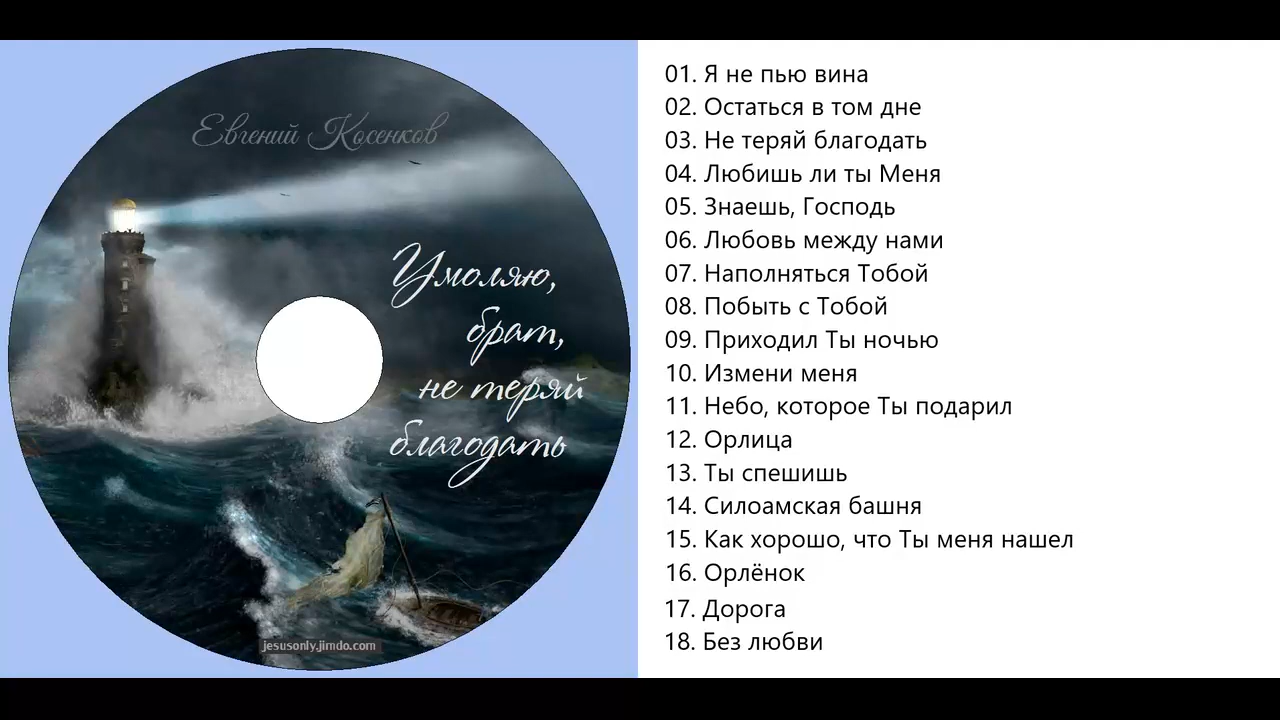 Евгений Косенков
Умоляю,
брат,
не теряй
благодать
jesusonly.jimdo.com
01. Я не пью вина
02. Остаться в том дне
03. Не теряй благодать
04. Любишь ли ты Меня
05. Знаешь, Господь
06. Любовь между нами
07. Наполняться Тобой
08. Побыть с Тобой
09. Приходил Ты ночью
10. Измени меня
11. Небо, которое Ты подарил
12. Орлица
13. Ты спешишь
14. Силоамская башня
15. Как хорошо, что Ты меня нашел
16. Орлёнок
17. Дорога
18. Без любви